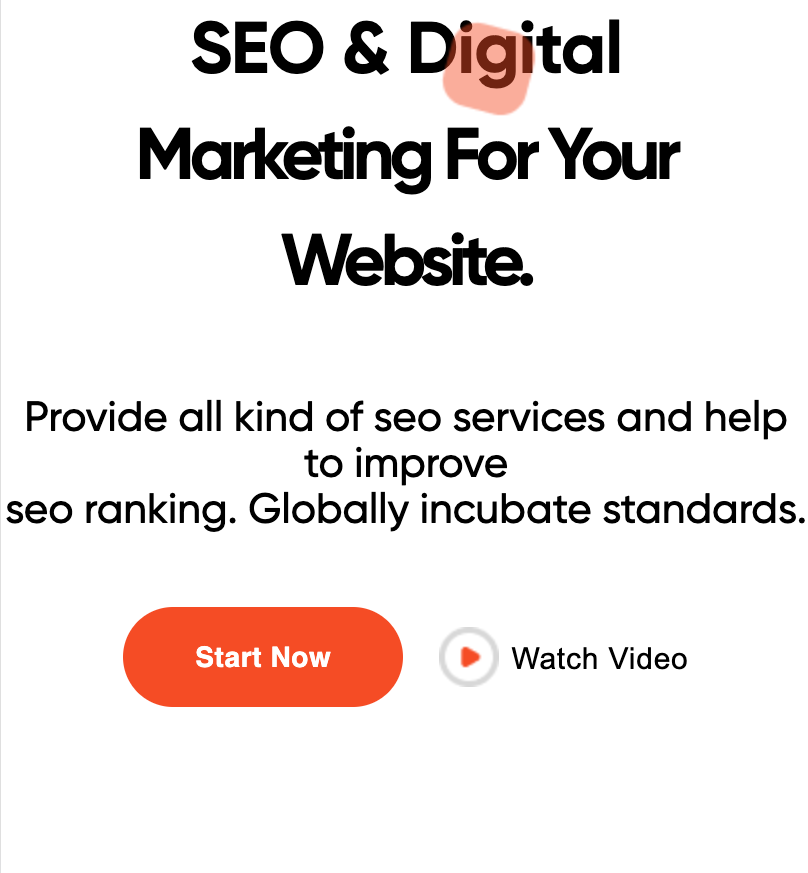 SEO & Digital
Marketing For Your
Website.
Provide all kind of seo services and help
to improve
seo ranking. Globally incubate standards.
Start Now
Watch Video